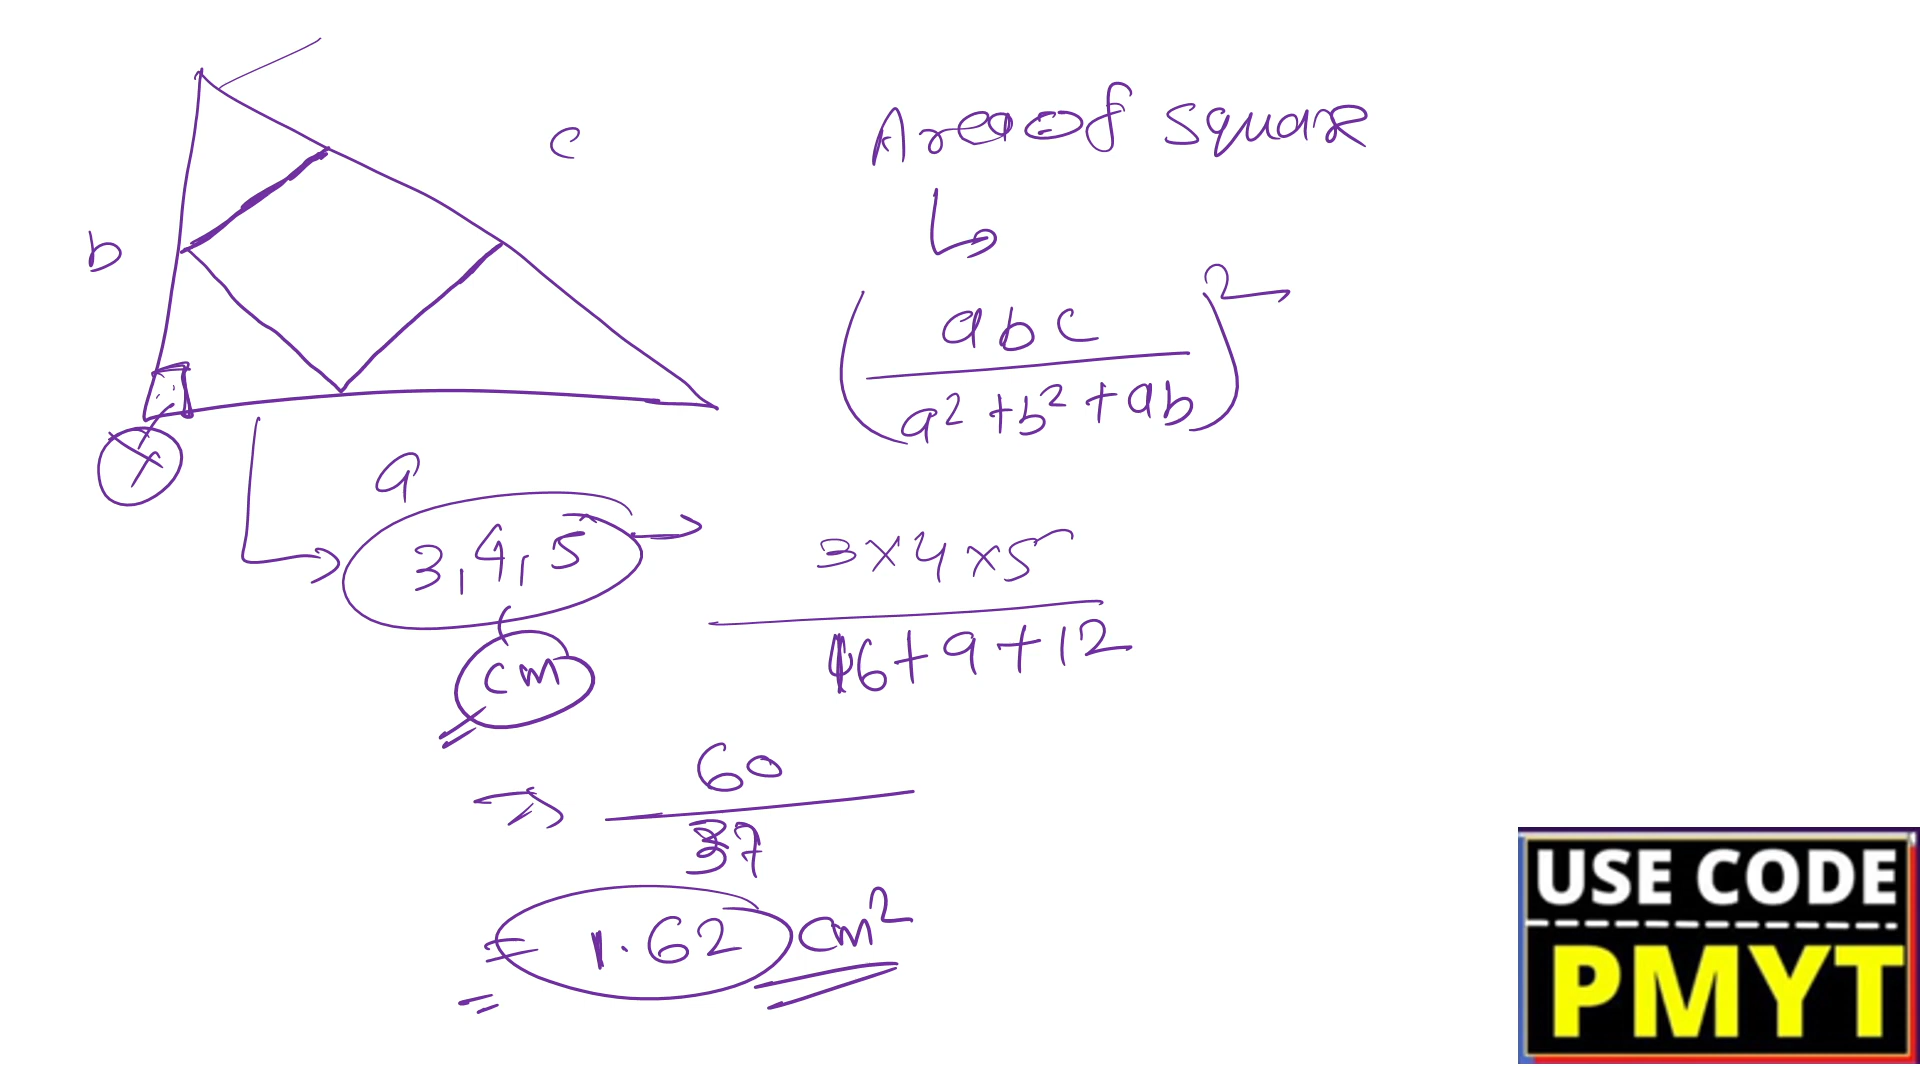 c
Area of square
b
(abc / a² + b² + ab)²
a
3, 4, 5
3 x 4 x 5
16 + 9 + 12
cm
60
37
= 1.62 cm²
USE CODE
PMYT